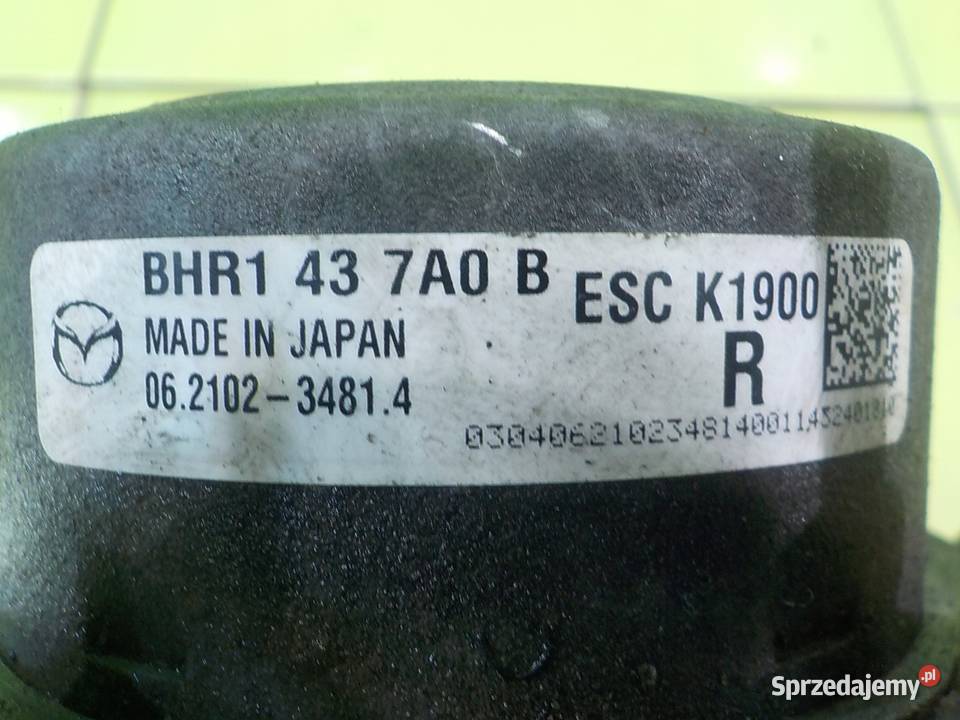 BHR1 43 7A0 B
ESC K1900
MADE IN JAPAN
R
06.2102-3481.4
Sprzedajemy.pl